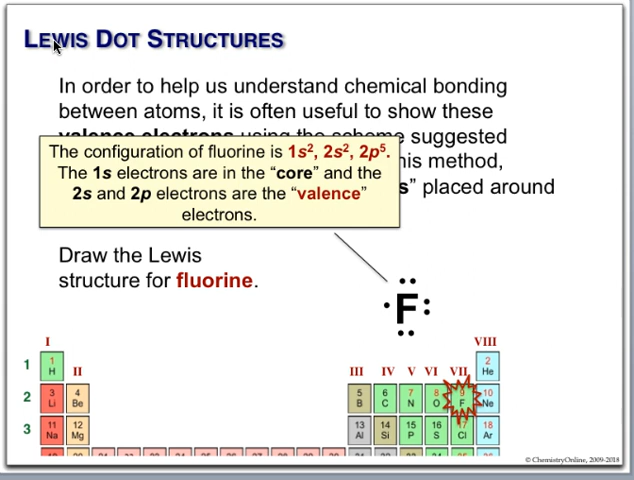 LEWIS DOT STRUCTURES
In order to help us understand chemical bonding
between atoms, it is often useful to show these
valence electrons using the scheme suggested
his method,
s” placed around
The configuration of fluorine is 1s², 2s², 2p⁵.
The 1s electrons are in the “core” and the
2s and 2p electrons are the “valence”
electrons.
Draw the Lewis
structure for fluorine.
F
I VIII
1 1 2
H He
II III IV V VI VII
2 3 4 5 6 7 8 9 10
Li Be B C N O F Ne
3 11 12 13 14 15 16 17 18
Na Mg Al Si P S Cl Ar
© ChemistryOnline, 2009-2018